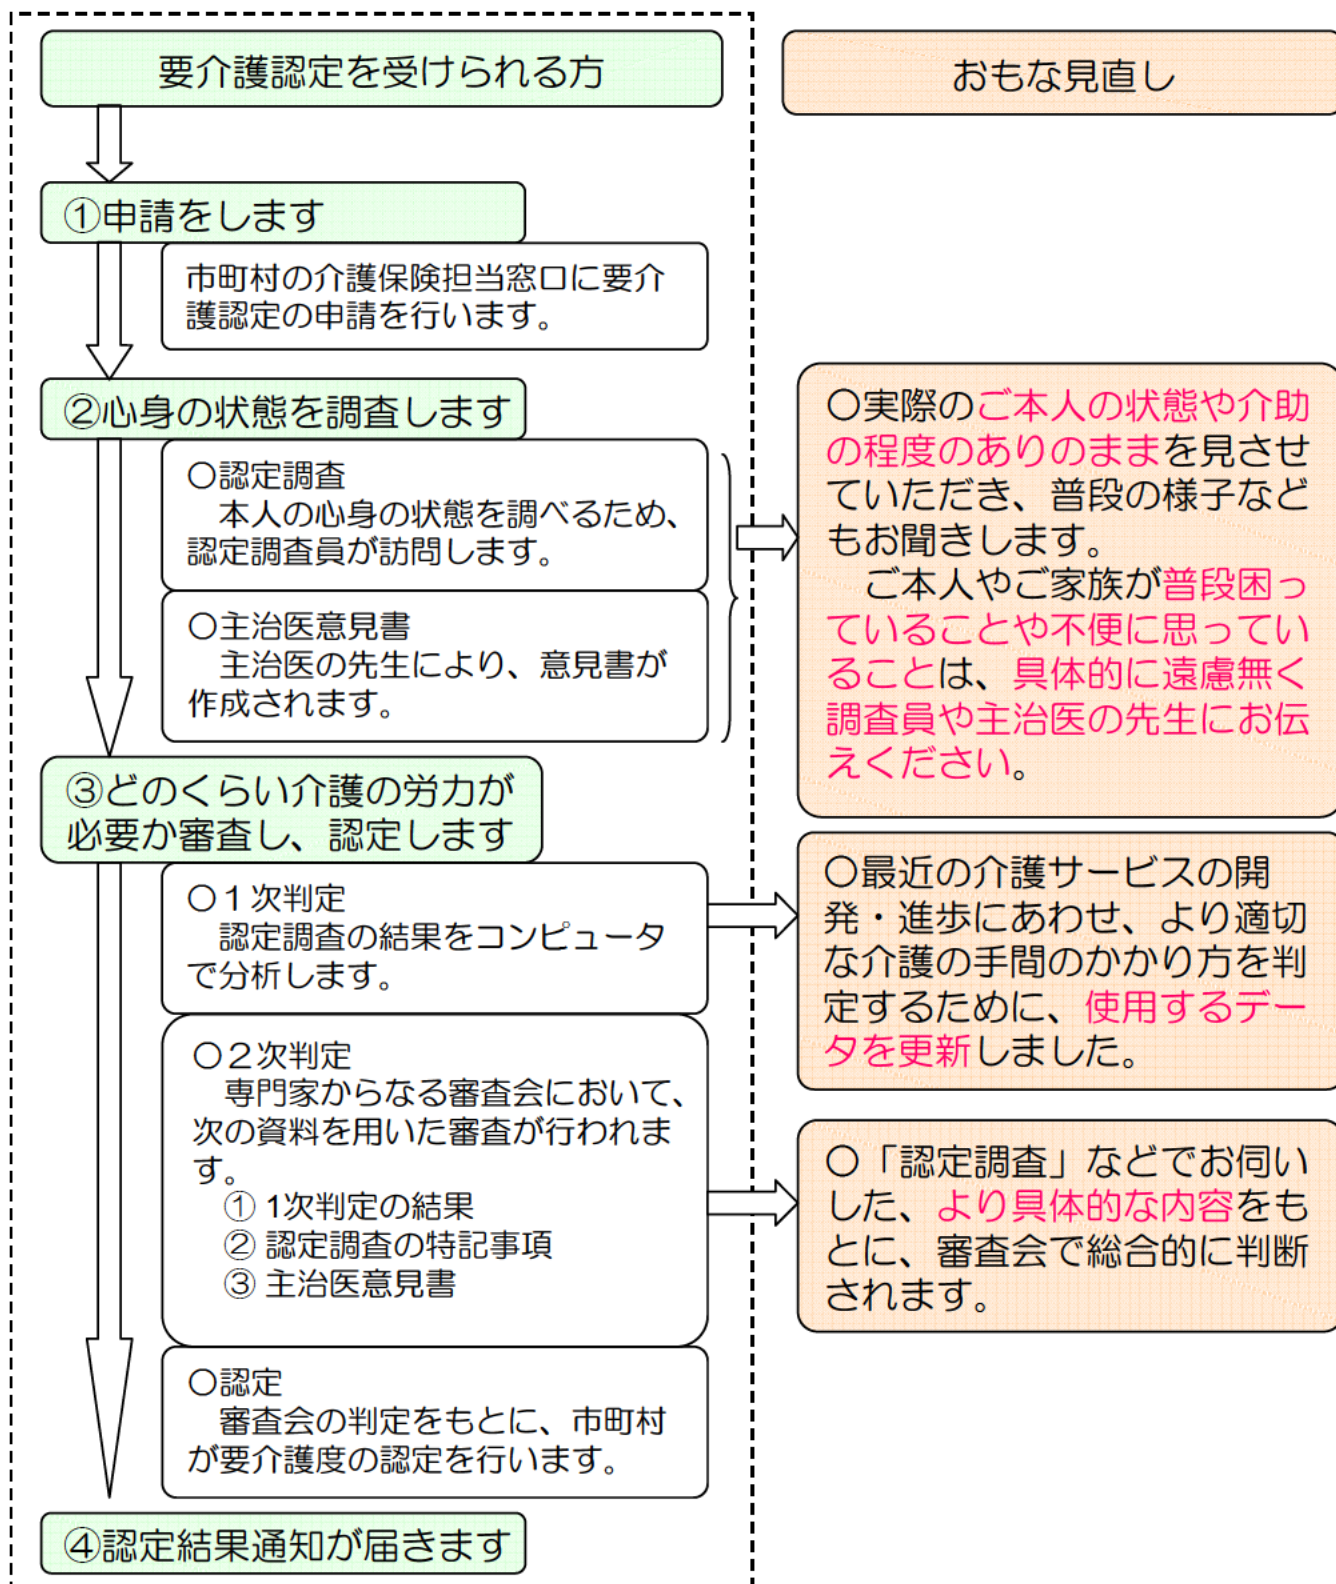 要介護認定を受けられる方
①申請をします
市町村の介護保険担当窓口に要介
護認定の申請を行います。
②心身の状態を調査します
○認定調査
本人の心身の状態を調べるため、
認定調査員が訪問します。
○主治医意見書
主治医の先生により、意見書が
作成されます。
③どのくらい介護の労力が
必要か審査し、認定します
○1次判定
認定調査の結果をコンピュータ
で分析します。
○2次判定
専門家からなる審査会において、
次の資料を用いた審査が行われま
す。
① 1次判定の結果
② 認定調査の特記事項
③ 主治医意見書
○認定
審査会の判定をもとに、市町村
が要介護度の認定を行います。
④認定結果通知が届きます
おもな見直し
○実際のご本人の状態や介助
の程度のありのままを見させ
ていただき、普段の様子など
もお聞きします。
ご本人やご家族が普段困っ
ていることや不便に思ってい
ることは、具体的に遠慮無く
調査員や主治医の先生にお伝
えください。
○最近の介護サービスの開
発・進歩にあわせ、より適切
な介護の手間のかかり方を判
定するために、使用するデー
タを更新しました。
○「認定調査」などでお伺い
した、より具体的な内容をも
とに、審査会で総合的に判断
されます。